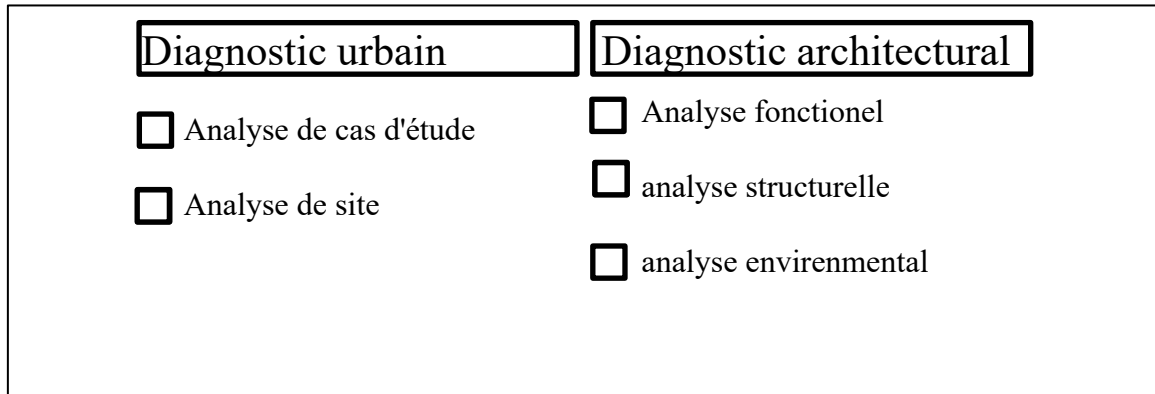 Diagnostic urbain
Analyse de cas d'étude
Analyse de site
Diagnostic architectural
Analyse fonctionel
analyse structurelle
analyse envirenmental